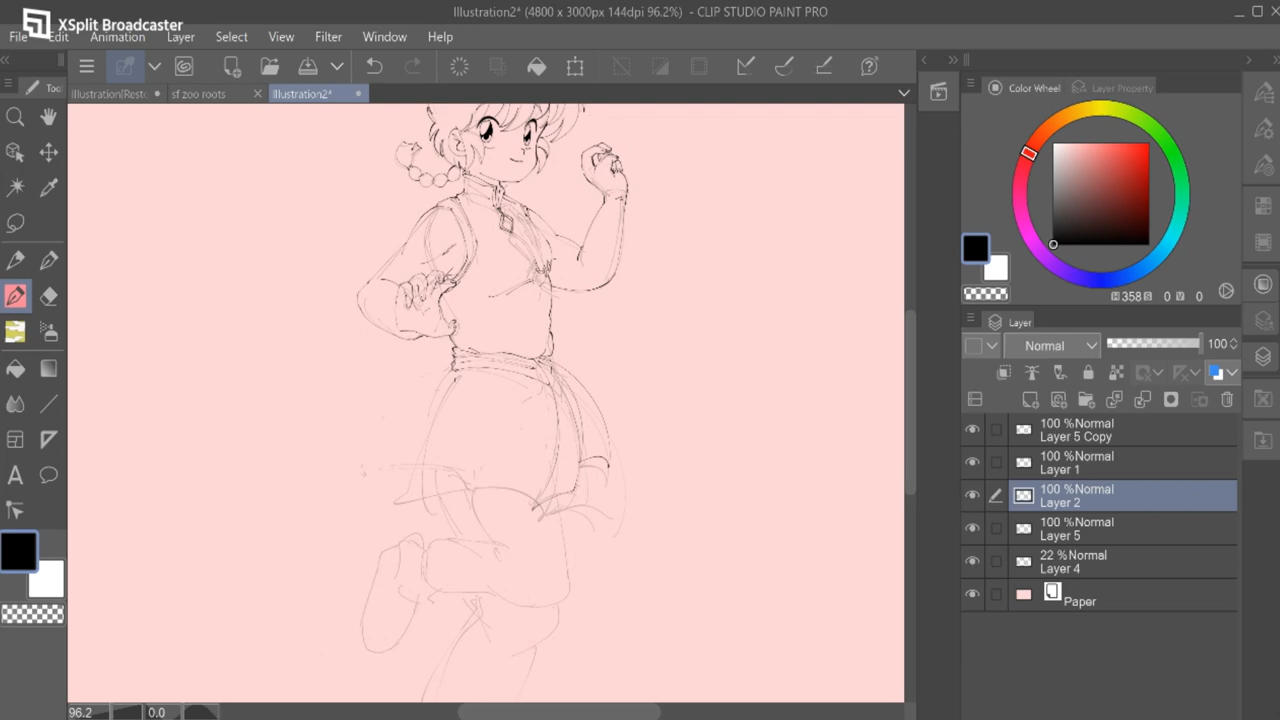 Illustration2* (4800 x 3000px 144dpi 96.2%) - CLIP STUDIO PAINT PRO
XSplit Broadcaster
File Edit Animation Layer Select View Filter Window Help
Too
Illustration(Resto
sf zoo roots
Illustration2*
Color Wheel
Layer Property
H 358 S 0 V 0
Layer
Normal
100
100 %Normal
Layer 5 Copy
100 %Normal
Layer 1
100 %Normal
Layer 2
100 %Normal
Layer 5
22 %Normal
Layer 4
Paper
96.2
0.0